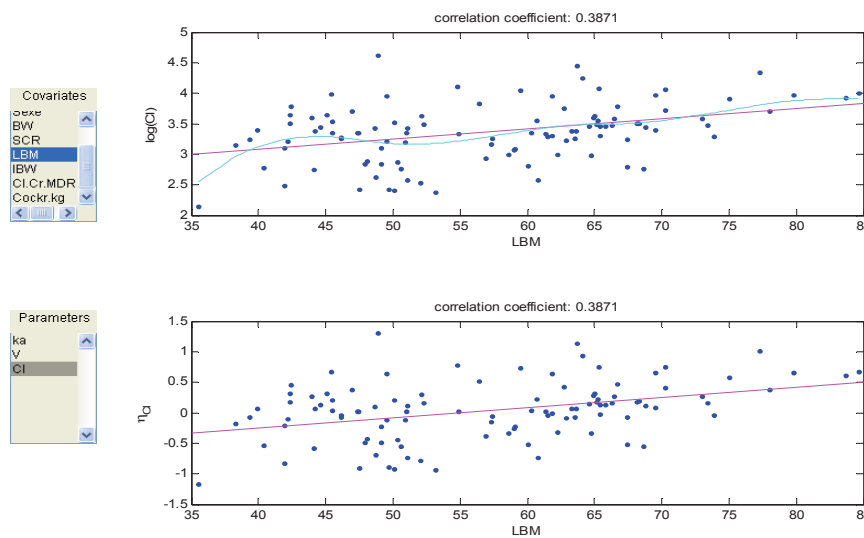 correlation coefficient: 0.3871
5
4.5
4
3.5
3
2.5
2
log(Cl)
35 40 45 50 55 60 65 70 75 80 8
LBM
Covariates
Sexe
BW
SCR
LBM
IBW
Cl.Cr.MDR
Cockr.kg
correlation coefficient: 0.3871
1.5
1
0.5
0
-0.5
-1
-1.5
ηCl
35 40 45 50 55 60 65 70 75 80 8
LBM
Parameters
ka
V
Cl